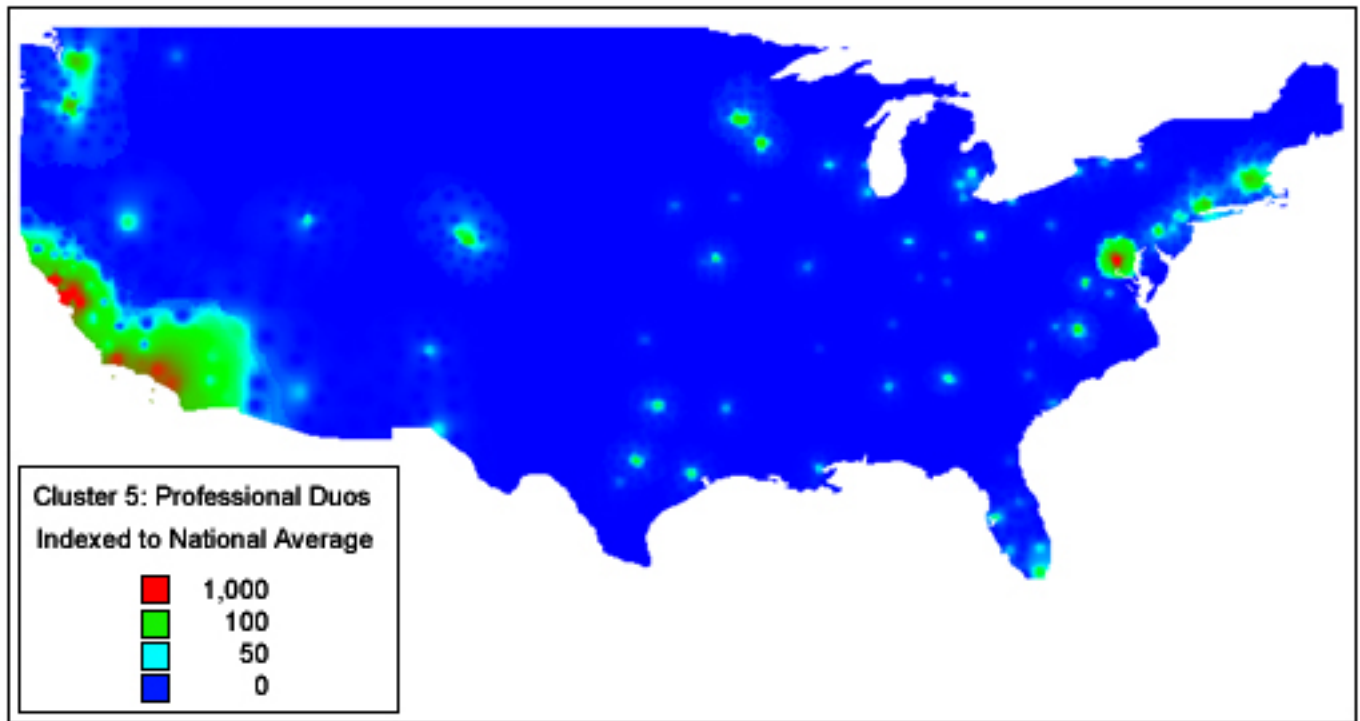 Cluster 5: Professional Duos
Indexed to National Average
1,000
100
50
0